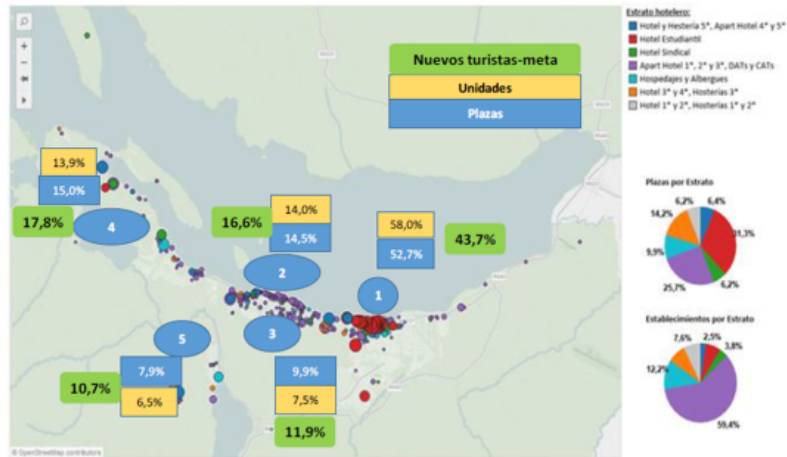 Nuevos turistas-meta
Unidades
Plazas
13,9%
15,0%
17,8%
4
16,6%
14,0%
14,5%
2
58,0%
52,7%
43,7%
1
3
5
7,9%
6,5%
10,7%
9,9%
7,5%
11,9%
© OpenStreetMap contributors
Estrato hotelero:
Hotel y Hestería 5*, Apart Hotel 4* y 5*
Hotel Estudiantil
Hotel Sindical
Apart Hotel 1*, 2* y 3*, DATs y CATs
Hospedajes y Albergues
Hotel 3* y 4*, Hosterías 3*
Hotel 1* y 2*, Hosterías 1* y 2*
Plazas por Estrato
6,2%
6,4%
14,2%
31,3%
9,9%
25,7%
6,2%
Establecimientos por Estrato
7,6%
2,5%
3,8%
12,2%
59,4%